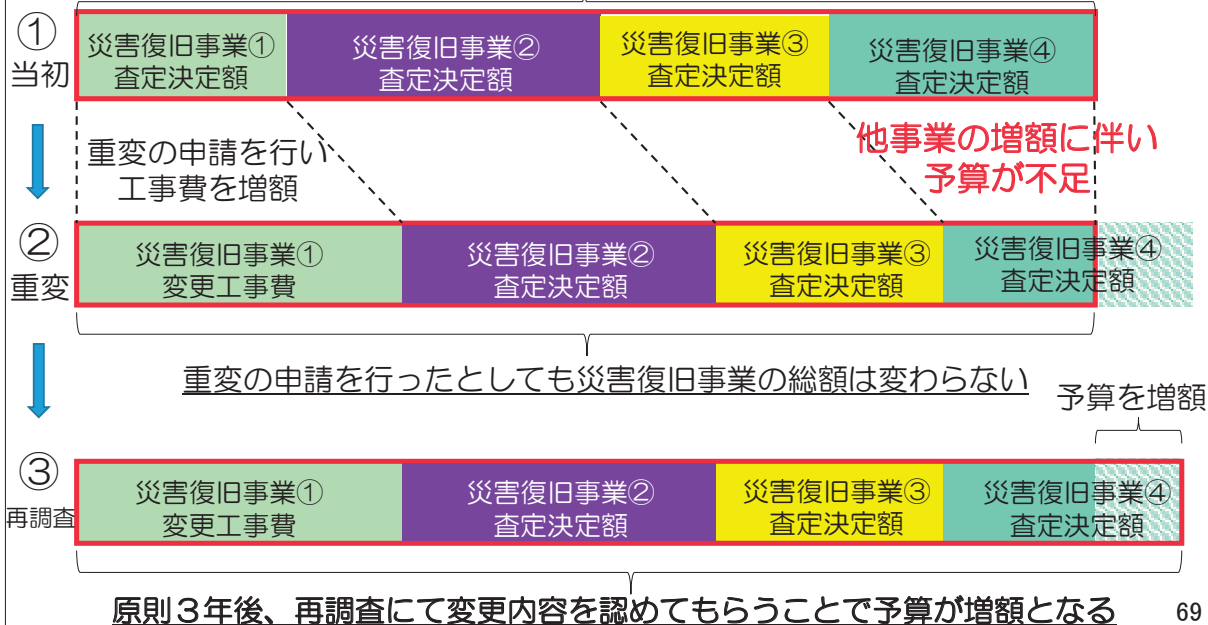 ①
当初
災害復旧事業①
査定決定額
災害復旧事業②
査定決定額
災害復旧事業③
査定決定額
災害復旧事業④
査定決定額
重変の申請を行い
工事費を増額
他事業の増額に伴い
予算が不足
②
重変
災害復旧事業①
変更工事費
災害復旧事業②
査定決定額
災害復旧事業③
査定決定額
災害復旧事業④
査定決定額
重変の申請を行ったとしても災害復旧事業の総額は変わらない
予算を増額
③
再調査
災害復旧事業①
変更工事費
災害復旧事業②
査定決定額
災害復旧事業③
査定決定額
災害復旧事業④
査定決定額
原則３年後、再調査にて変更内容を認めてもらうことで予算が増額となる
69